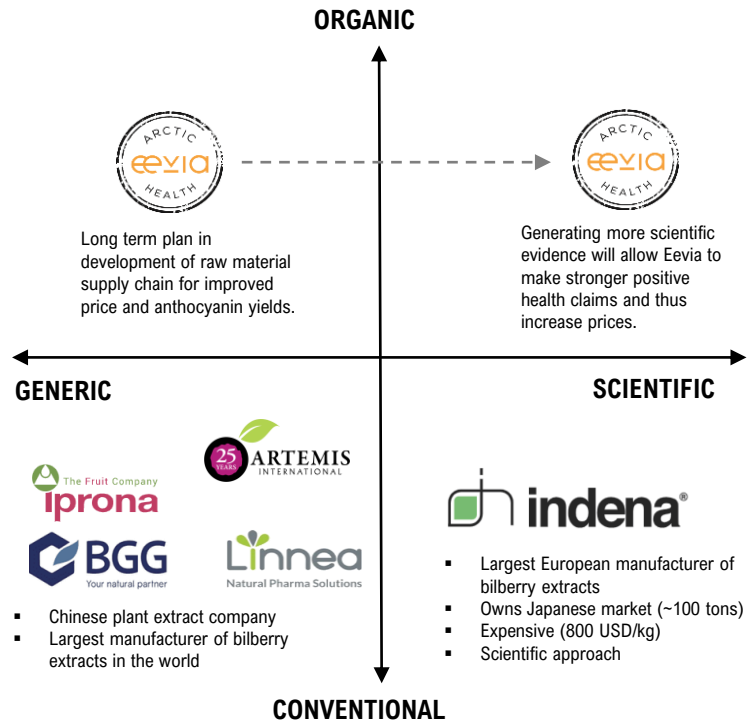 ORGANIC
ARCTIC
eevia
HEALTH
ARCTIC
eevia
HEALTH
Long term plan in
development of raw material
supply chain for improved
price and anthocyanin yields.
Generating more scientific
evidence will allow Eevia to
make stronger positive
health claims and thus
increase prices.
GENERIC
SCIENTIFIC
25
YEARS
ARTEMIS
INTERNATIONAL
The Fruit Company
iprona
BGG
Your natural partner
Linnea
Natural Pharma Solutions
▪ Chinese plant extract company
▪ Largest manufacturer of bilberry
extracts in the world
indena®
▪ Largest European manufacturer of
bilberry extracts
▪ Owns Japanese market (~100 tons)
▪ Expensive (800 USD/kg)
▪ Scientific approach
CONVENTIONAL